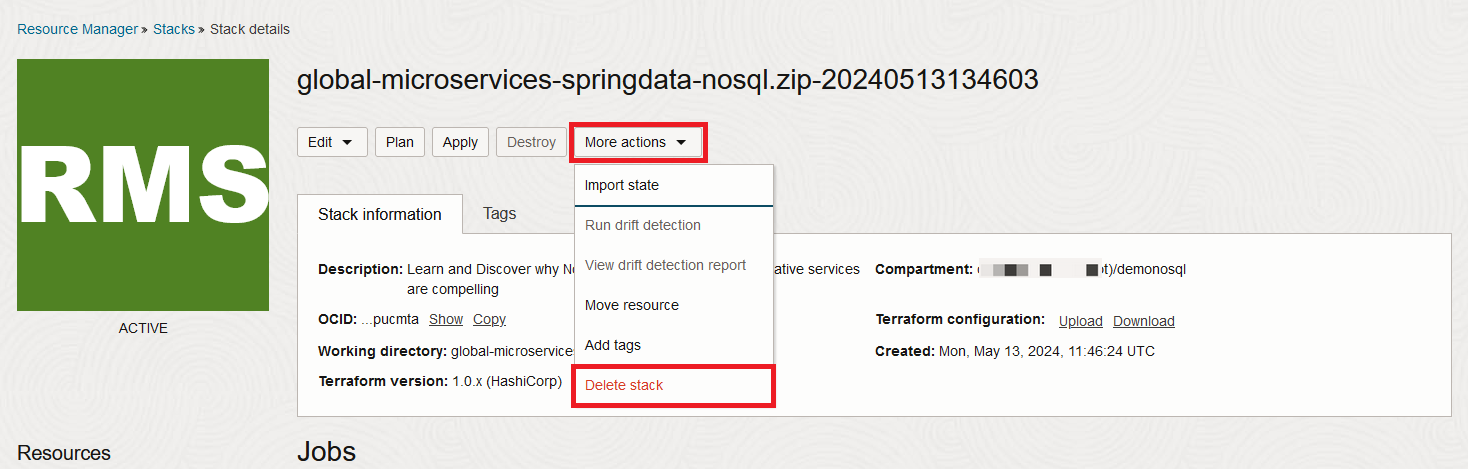 Resource Manager » Stacks » Stack details
RMS
ACTIVE
global-microservices-springdata-nosql.zip-20240513134603
Edit Plan Apply Destroy More actions
Import state
Run drift detection
View drift detection report
Move resource
Add tags
Delete stack
Stack information Tags
Description: Learn and Discover why ative services
are compelling
OCID: ...pucmta Show Copy
Working directory: global-microservice
Terraform version: 1.0.x (HashiCorp)
Compartment: t)/demonosql
Terraform configuration: Upload Download
Created: Mon, May 13, 2024, 11:46:24 UTC
Resources
Jobs